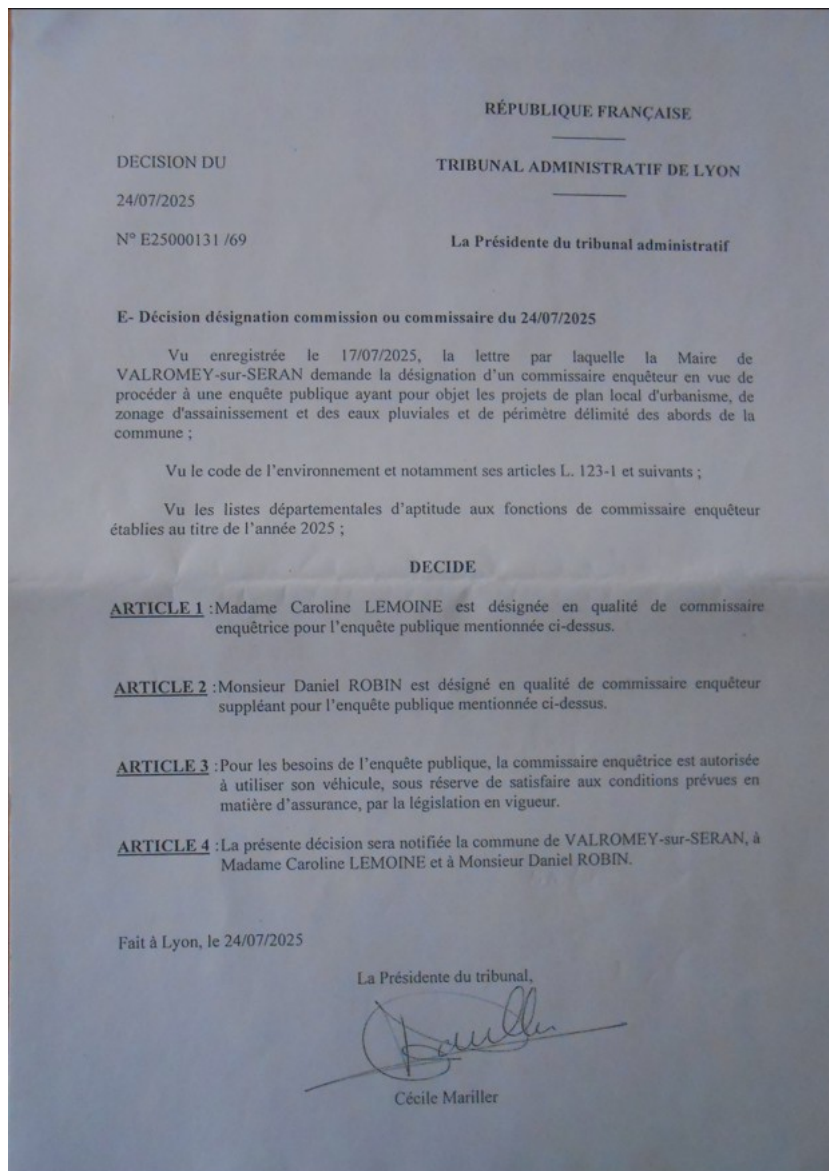 RÉPUBLIQUE FRANÇAISE
DECISION DU
24/07/2025
N° E25000131 /69
TRIBUNAL ADMINISTRATIF DE LYON
La Présidente du tribunal administratif
E- Décision désignation commission ou commissaire du 24/07/2025
Vu enregistrée le 17/07/2025, la lettre par laquelle la Maire de
VALROMEY-sur-SERAN demande la désignation d'un commissaire enquêteur en vue de
procéder à une enquête publique ayant pour objet les projets de plan local d'urbanisme, de
zonage d'assainissement et des eaux pluviales et de périmètre délimité des abords de la
commune ;
Vu le code de l'environnement et notamment ses articles L. 123-1 et suivants ;
Vu les listes départementales d'aptitude aux fonctions de commissaire enquêteur
établies au titre de l'année 2025 ;
DECIDE
ARTICLE 1 :Madame Caroline LEMOINE est désignée en qualité de commissaire
enquêtrice pour l'enquête publique mentionnée ci-dessus.
ARTICLE 2 :Monsieur Daniel ROBIN est désigné en qualité de commissaire enquêteur
suppléant pour l'enquête publique mentionnée ci-dessus.
ARTICLE 3 :Pour les besoins de l'enquête publique, la commissaire enquêtrice est autorisée
à utiliser son véhicule, sous réserve de satisfaire aux conditions prévues en
matière d'assurance, par la législation en vigueur.
ARTICLE 4 :La présente décision sera notifiée la commune de VALROMEY-sur-SERAN, à
Madame Caroline LEMOINE et à Monsieur Daniel ROBIN.
Fait à Lyon, le 24/07/2025
La Présidente du tribunal,
Cécile Mariller